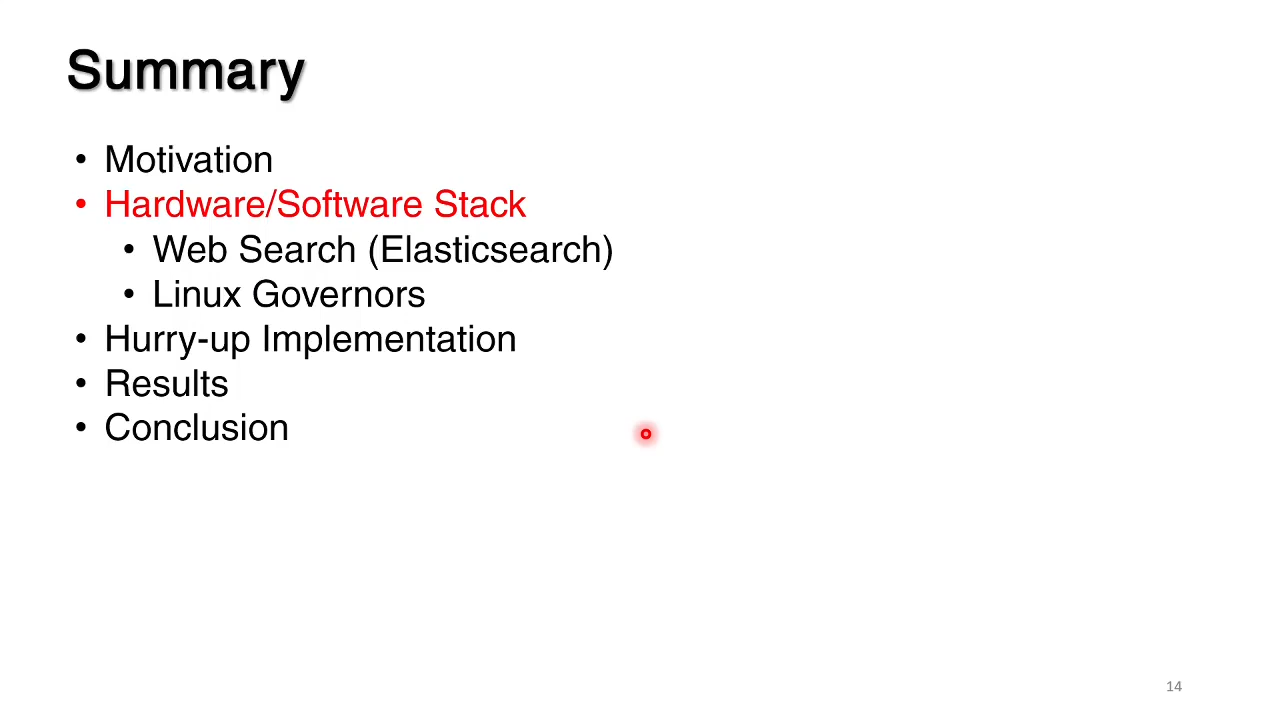 Summary
• Motivation
• Hardware/Software Stack
• Web Search (Elasticsearch)
• Linux Governors
• Hurry-up Implementation
• Results
• Conclusion
14